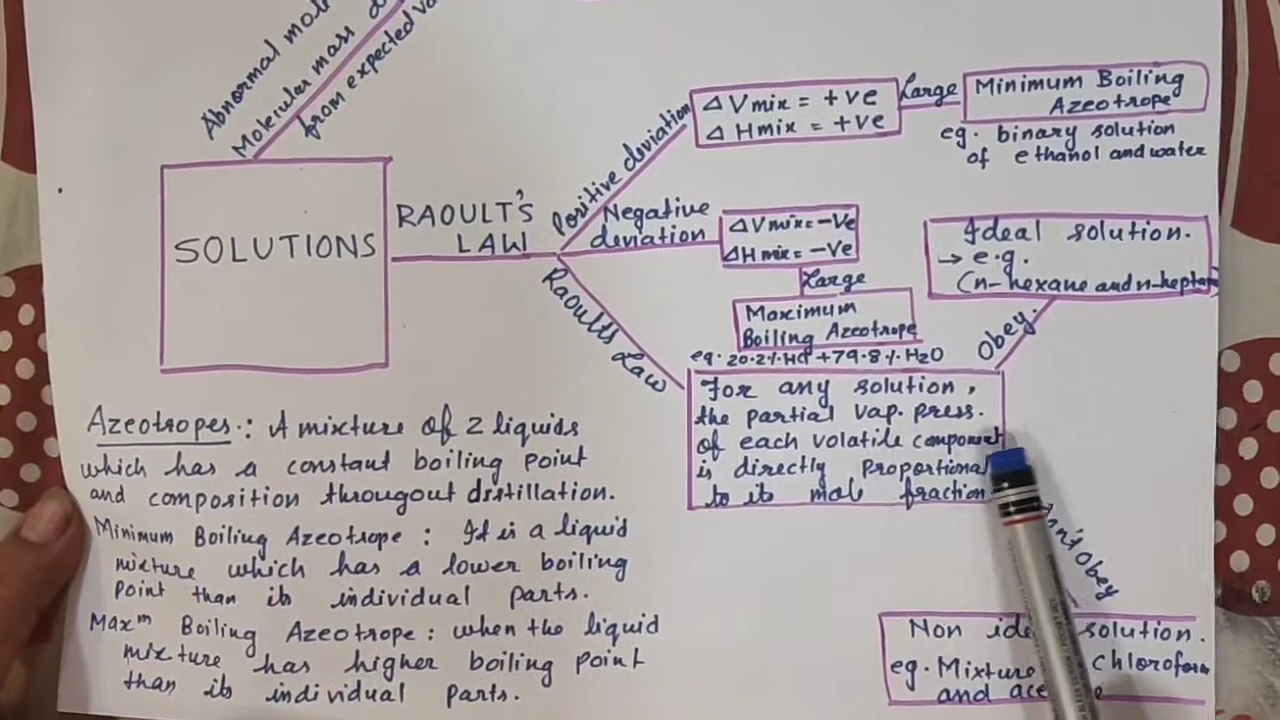 Abnormal mole
Molecular mass d
from expected va
SOLUTIONS
RAOULT'S
LAW
Positive deviation
ΔVmix = +ve
ΔHmix = +ve
Large
Minimum Boiling
Azeotrope
eg. binary solution
of ethanol and water
Negative
deviation
ΔVmix = -Ve
ΔHmix = -Ve
Large
Maximum
Boiling Azeotrope
eg. 20.2% HCl + 79.8% H2O
Raoults Law
For any solution,
the partial vap. press.
of each volatile component
is directly proportional
to its mole fraction
Obey.
Ideal solution.
→ e.g.
(n-hexane and n-heptane
Don't Obey
Non ide solution.
eg. Mixture Chloroform
and ace e
Azeotropes : A mixture of 2 liquids
which has a constant boiling point
and composition througout distillation.
Minimum Boiling Azeotrope : It is a liquid
mixture which has a lower boiling
point than its individual parts.
Maxm Boiling Azeotrope : when the liquid
mixture has higher boiling point
than its individual parts.